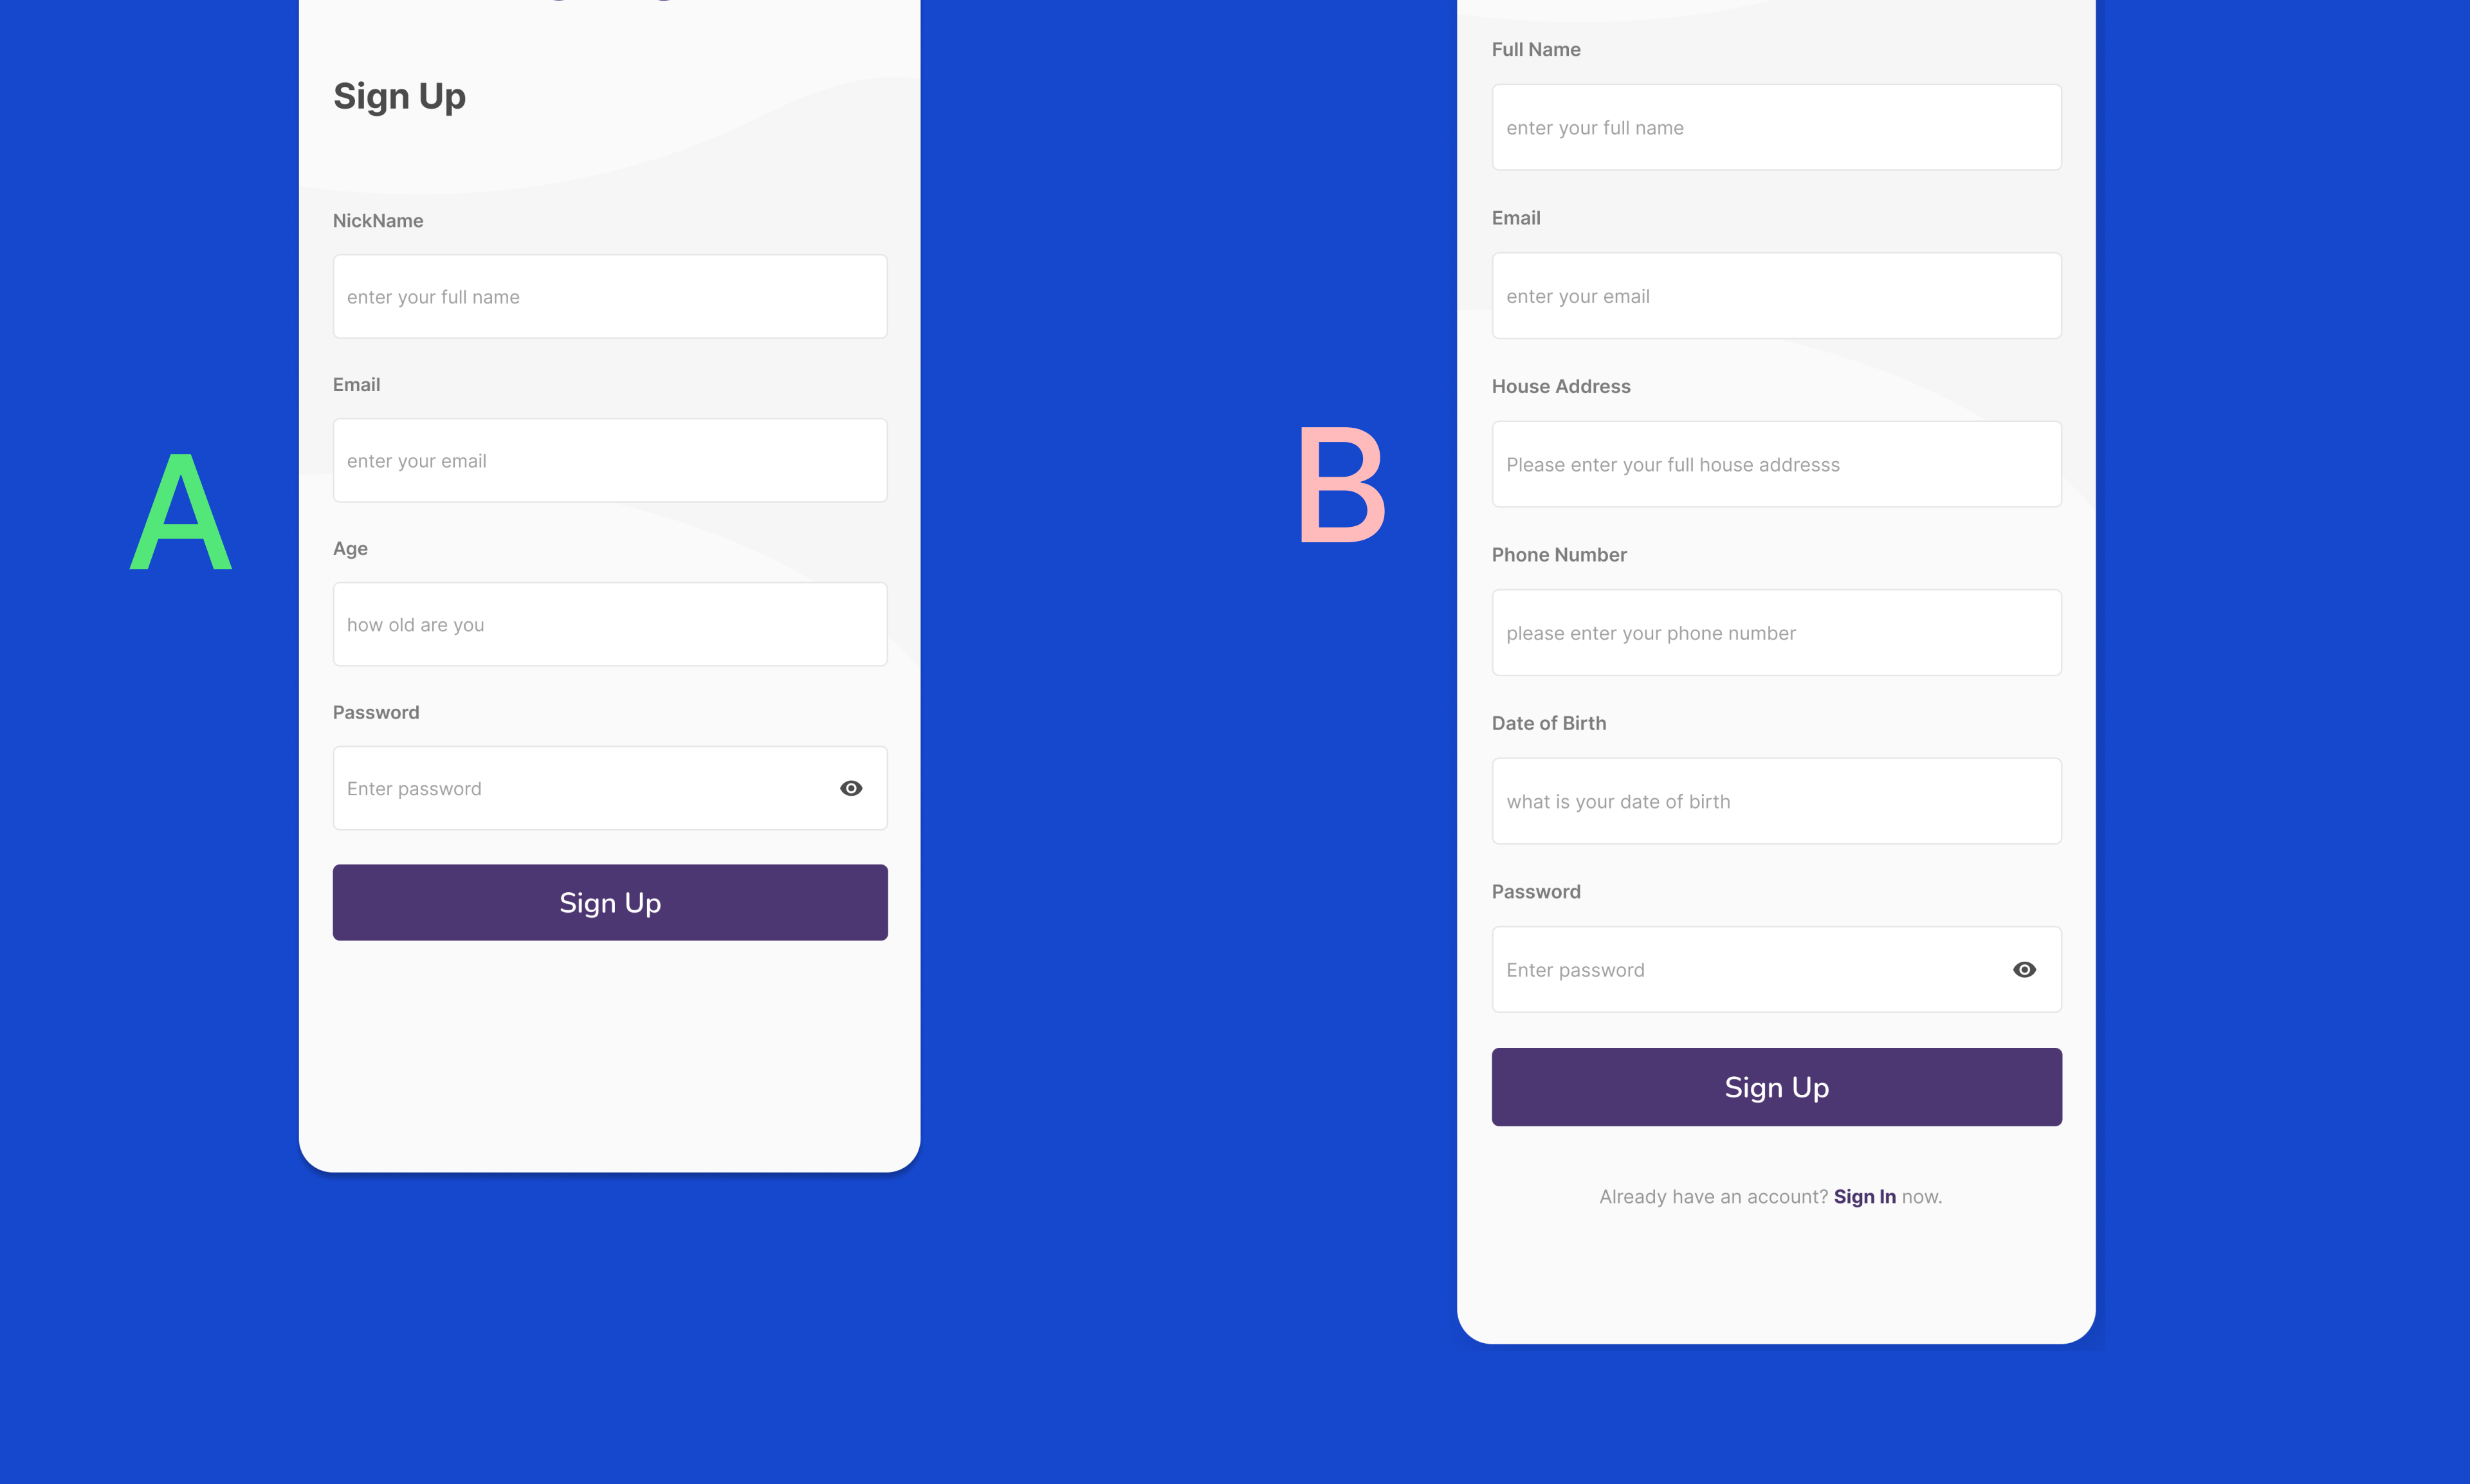 Sign Up
NickName
enter your full name
Email
enter your email
Age
how old are you
Password
Enter password
Sign Up
A
Full Name
enter your full name
Email
enter your email
House Address
Please enter your full house addresss
Phone Number
please enter your phone number
Date of Birth
what is your date of birth
Password
Enter password
Sign Up
Already have an account? Sign In now.
B